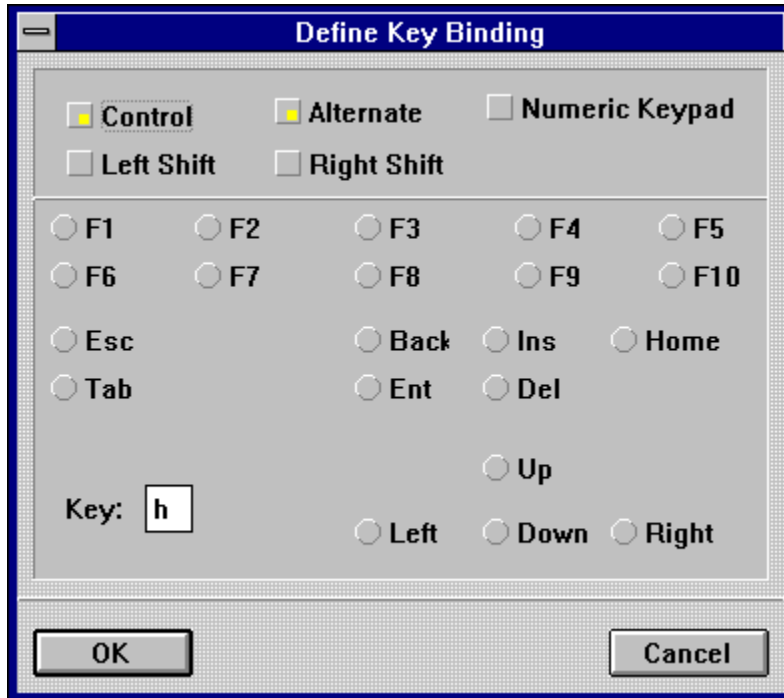 Define Key Binding
Control Alternate Numeric Keypad
Left Shift Right Shift
F1 F2 F3 F4 F5
F6 F7 F8 F9 F10
Esc Back Ins Home
Tab Ent Del
Up
Key: h
Left Down Right
OK Cancel